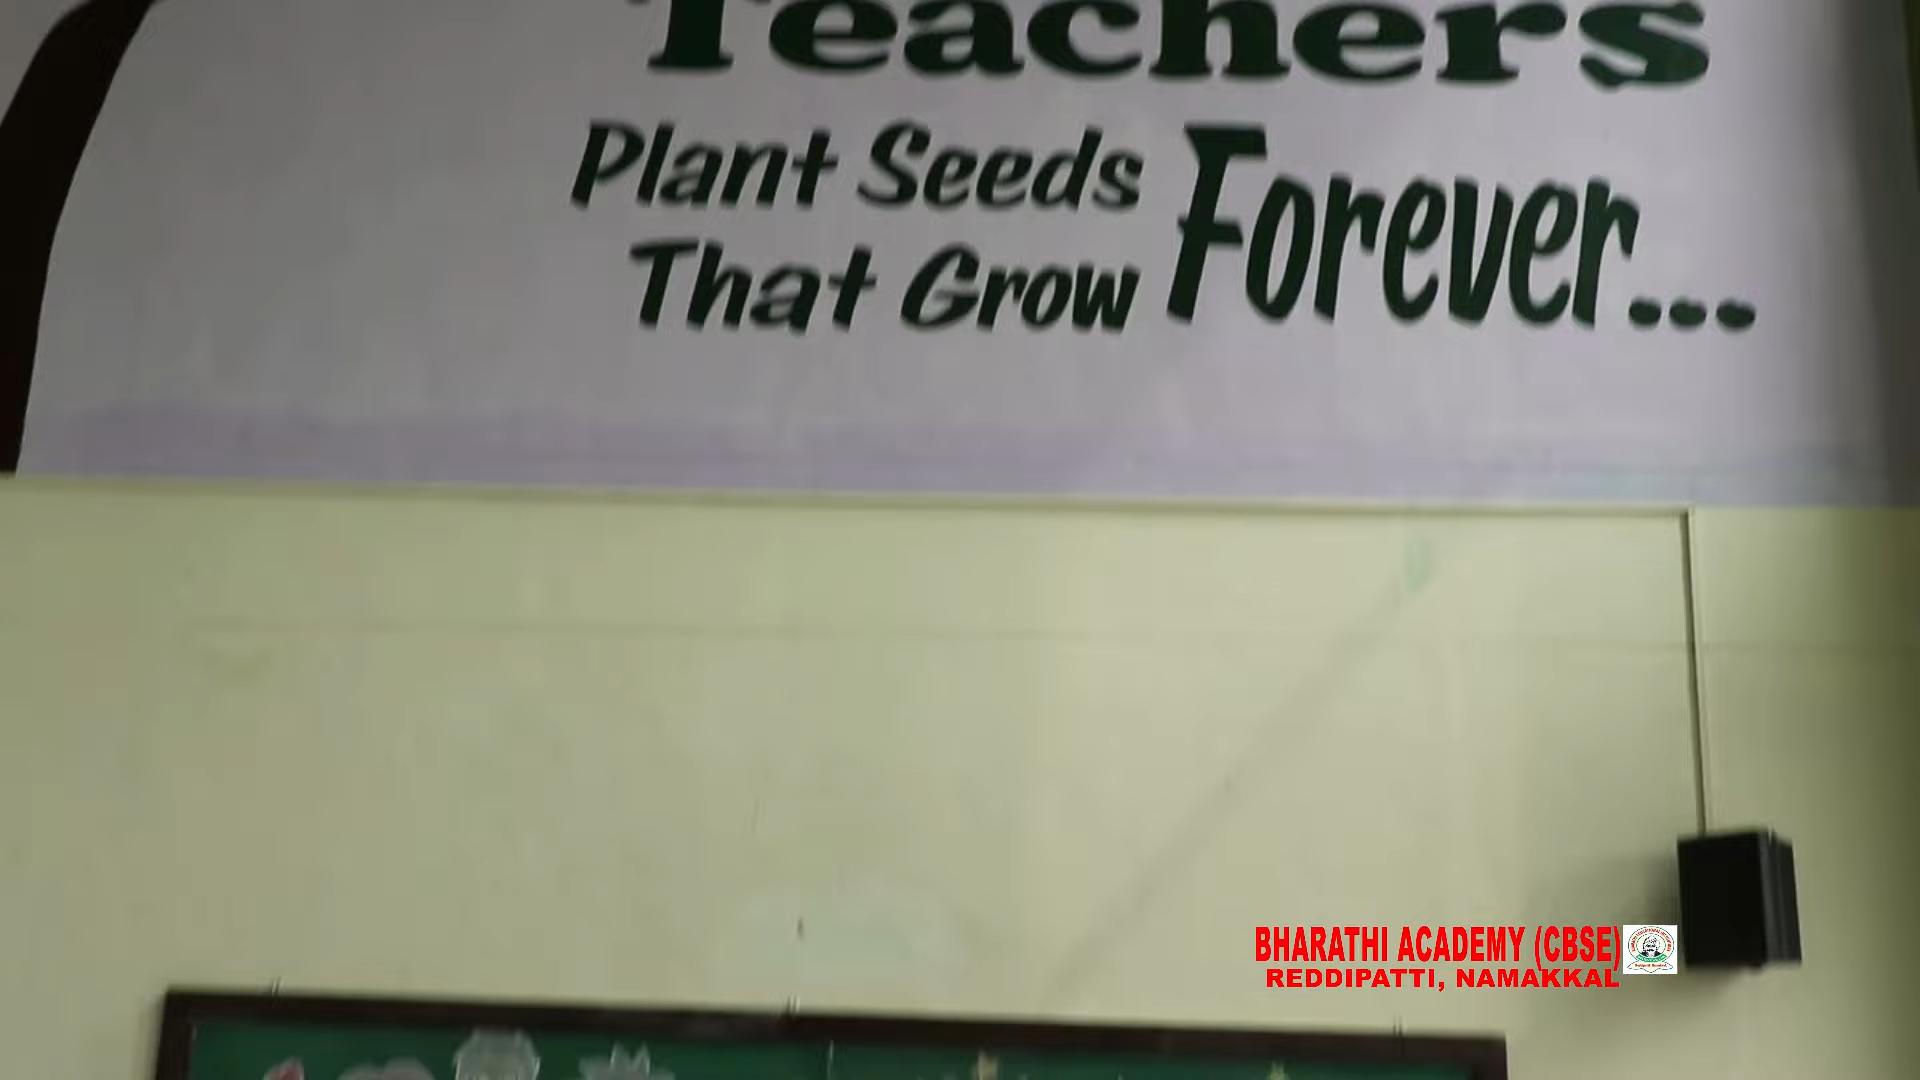 Teachers
Plant Seeds
That Grow
Forever...
BHARATHI ACADEMY (CBSE)
REDDIPATTI, NAMAKKAL